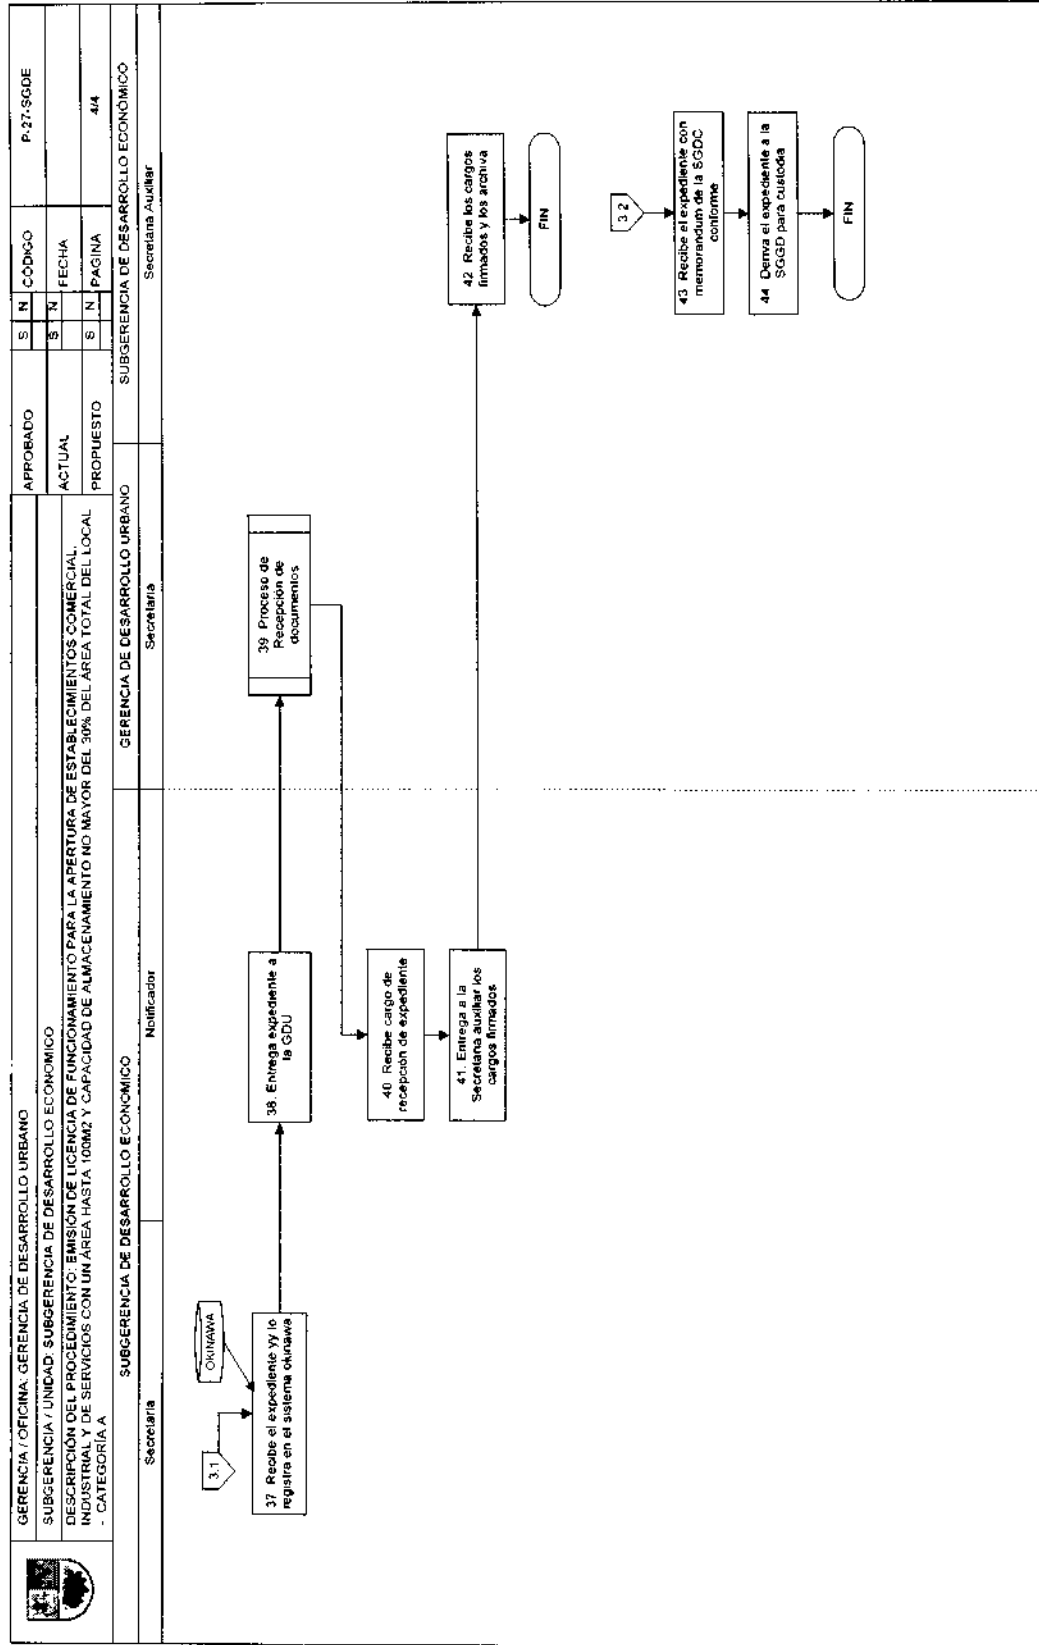 GERENCIA / OFICINA: GERENCIA DE DESARROLLO URBANO
APROBADO
S N
CÓDIGO
P-27-SGDE
SUBGERENCIA / UNIDAD: SUBGERENCIA DE DESARROLLO ECONOMICO
ACTUAL
S N
FECHA
DESCRIPCIÓN DEL PROCEDIMIENTO: EMISIÓN DE LICENCIA DE FUNCIONAMIENTO PARA LA APERTURA DE ESTABLECIMIENTOS COMERCIAL,
INDUSTRIAL Y DE SERVICIOS CON UN ÁREA HASTA 100M2 Y CAPACIDAD DE ALMACENAMIENTO NO MAYOR DEL 30% DEL ÁREA TOTAL DEL LOCAL
- CATEGORÍA A
PROPUESTO
S N
PAGINA
4/4
SUBGERENCIA DE DESARROLLO ECONOMICO
GERENCIA DE DESARROLLO URBANO
SUBGERENCIA DE DESARROLLO ECONÓMICO
Secretaria
Notificador
Secretaria
Secretaria Auxiliar
3.1
OKINAWA
37 Recibe el expediente yy lo
registra en el sistema okinawa
38. Entrega expediente a
la GDU
39 Proceso de
Recepción de
documentos
40 Recibe cargo de
recepción de expediente
41. Entrega a la
Secretaria auxiliar los
cargos firmados
42 Recibe los cargos
firmados y los archiva
FIN
3 2
43 Recibe el expediente con
memorandum de la SGDC
conforme
44 Deriva el expediente a la
SGGD para custodia
FIN